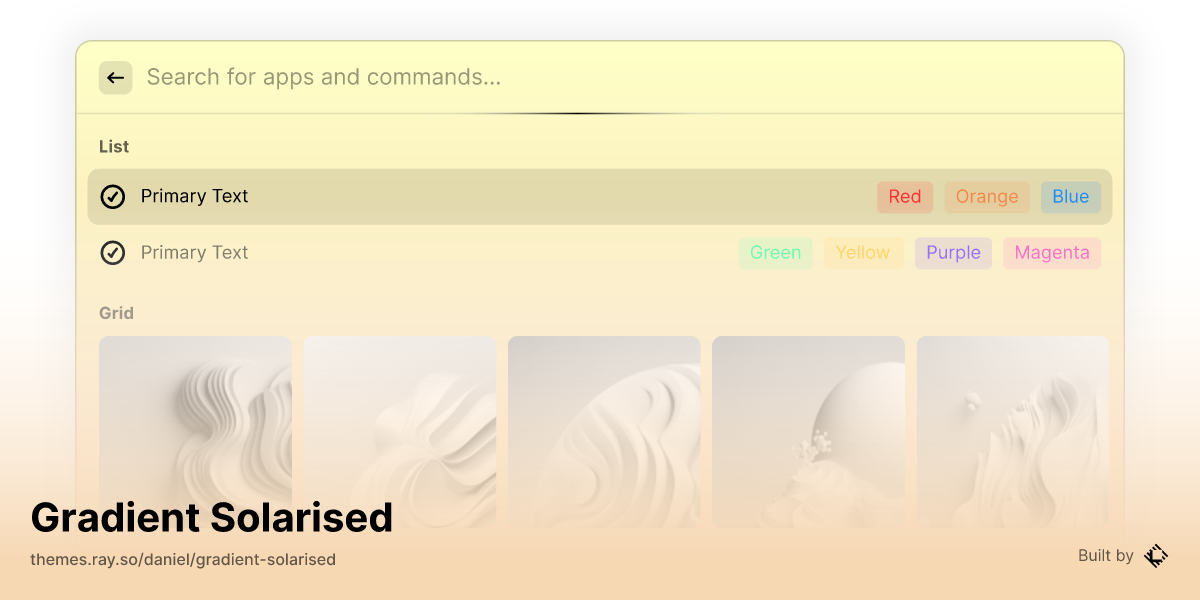 Search for apps and commands...
List
Primary Text Red Orange Blue
Primary Text Green Yellow Purple Magenta
Grid
Gradient Solarised
themes.ray.so/daniel/gradient-solarised
Built by